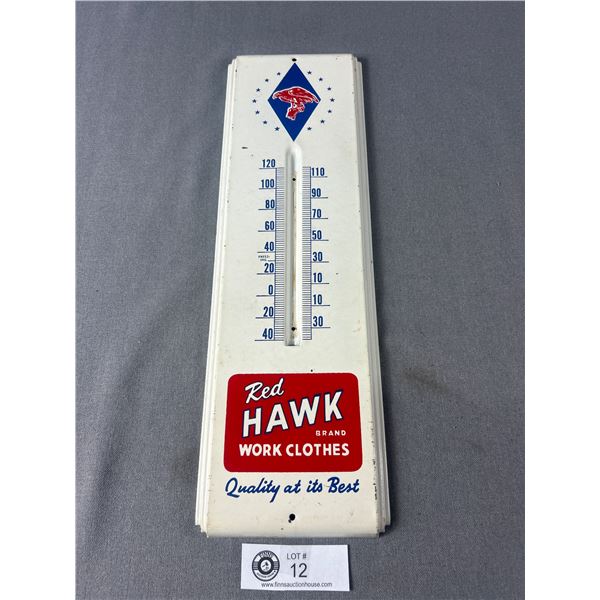 120
110
100
90
80
70
60
50
40
30
20
10
0
10
20
30
40
Red
HAWK
BRAND
WORK CLOTHES
Quality at its Best
LOT #
12
www.finnsauctionhouse.com